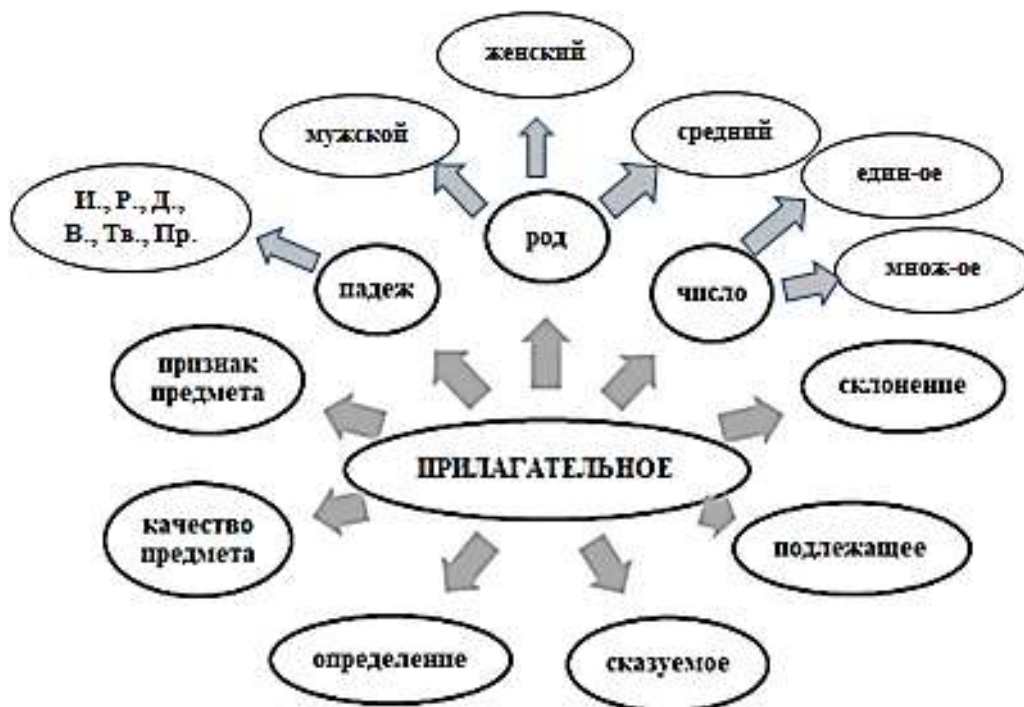 женский
мужской
средний
един-ое
И., Р., Д.,
В., Тв., Пр.
род
множ-ое
падеж
число
признак
предмета
склонение
ПРИЛАГАТЕЛЬНОЕ
качество
предмета
подлежащее
определение
сказуемое